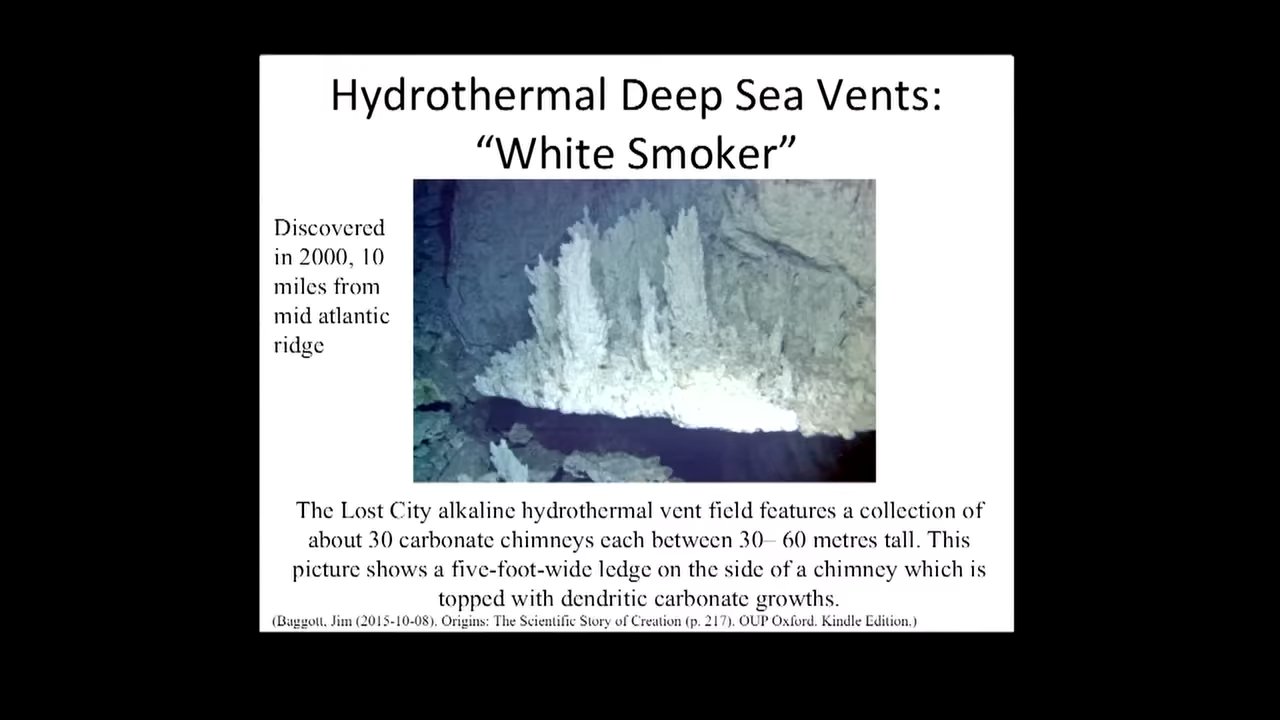 Hydrothermal Deep Sea Vents:
“White Smoker”
Discovered
in 2000, 10
miles from
mid atlantic
ridge
The Lost City alkaline hydrothermal vent field features a collection of
about 30 carbonate chimneys each between 30– 60 metres tall. This
picture shows a five-foot-wide ledge on the side of a chimney which is
topped with dendritic carbonate growths.
(Baggott, Jim (2015-10-08). Origins: The Scientific Story of Creation (p. 217). OUP Oxford. Kindle Edition.)